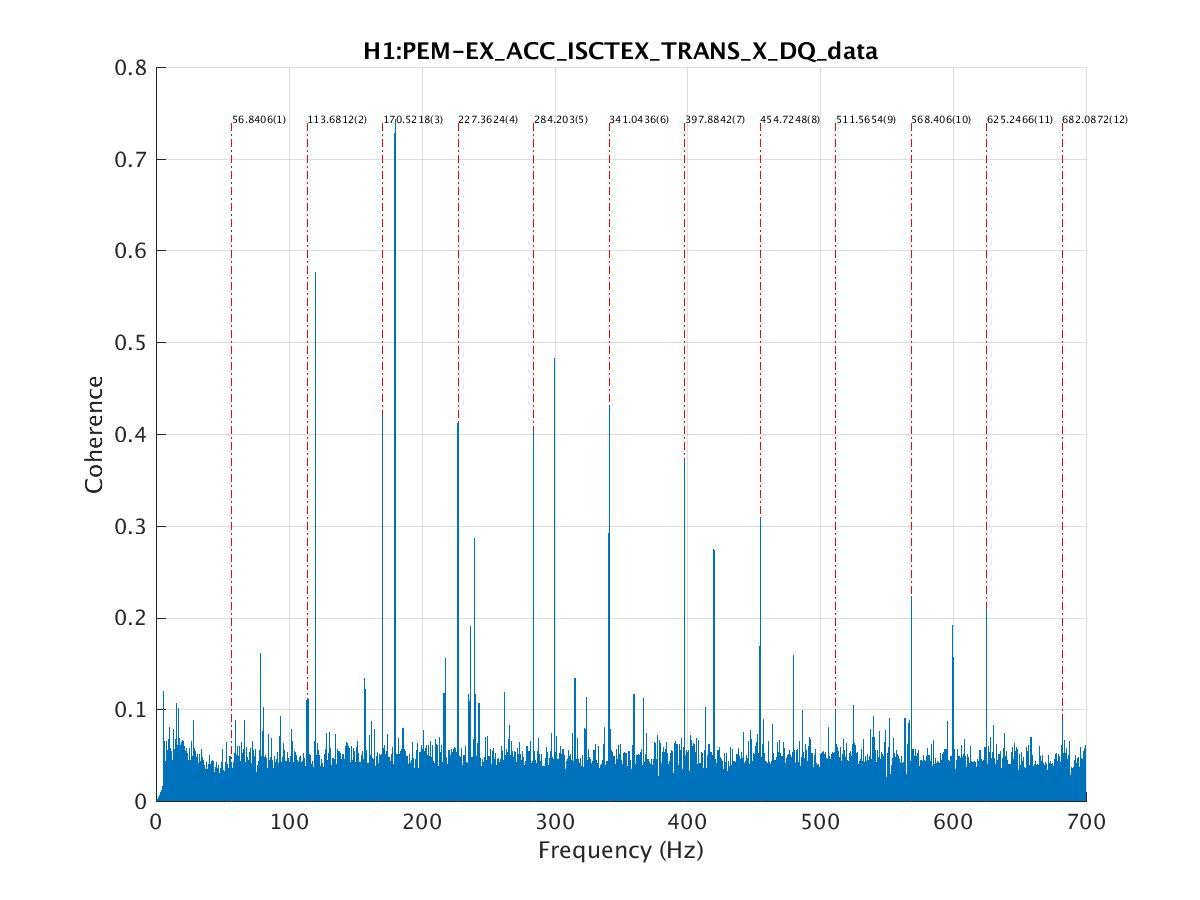 H1:PEM-EX_ACC_ISCTEX_TRANS_X_DQ_data
0.8
56.8406(1) 113.6812(2) 170.5218(3) 227.3624(4) 284.203(5) 341.0436(6) 397.8842(7) 454.7248(8) 511.5654(9) 568.406(10) 625.2466(11) 682.0872(12)
0.7
0.6
0.5
Coherence
0.4
0.3
0.2
0.1
0
0 100 200 300 400 500 600 700
Frequency (Hz)